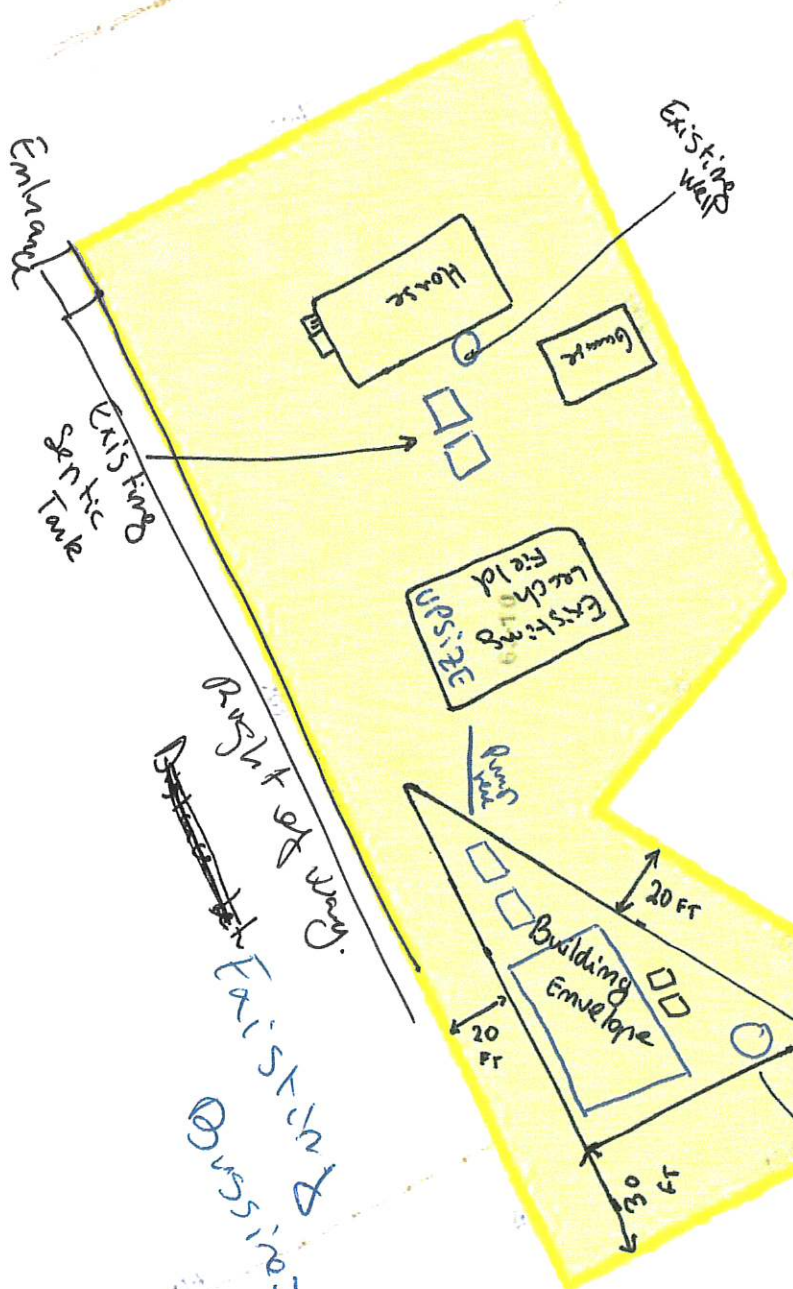 Existing
Well
Entrance
House
Existing
Septic
Tank
Existing
Leach
Field
UPSIZE
Right of way.
Pump
20 FT
Building
Envelope
20
FT
30
FT
Existing